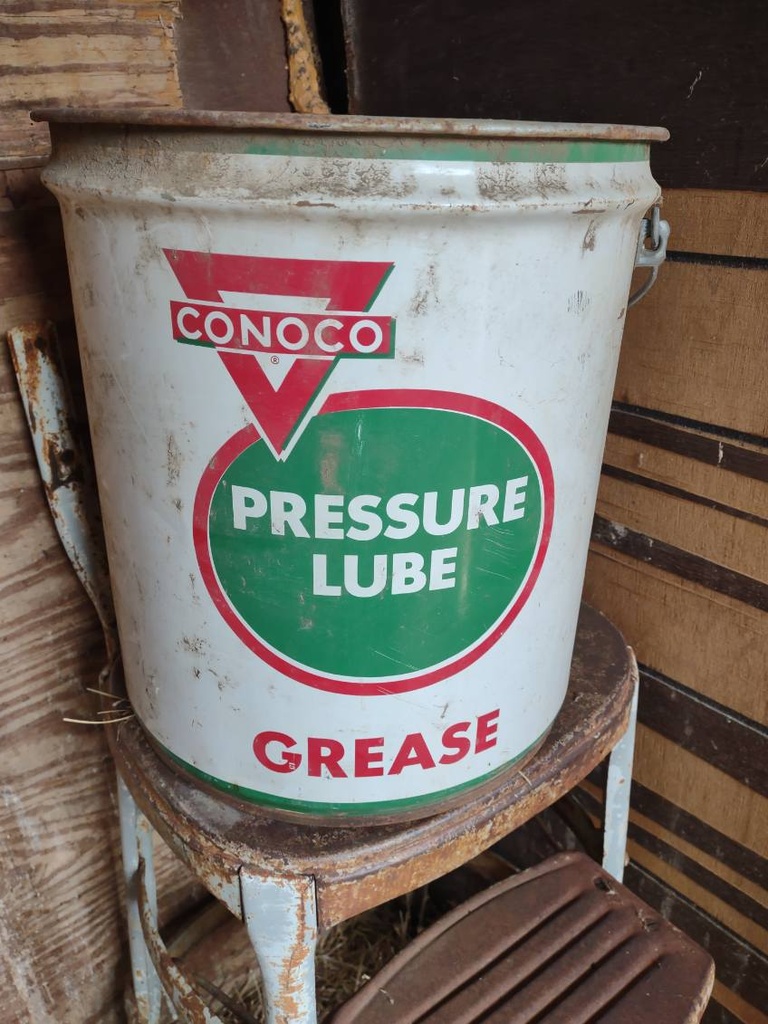 CONOCO
®
PRESSURE
LUBE
GREASE